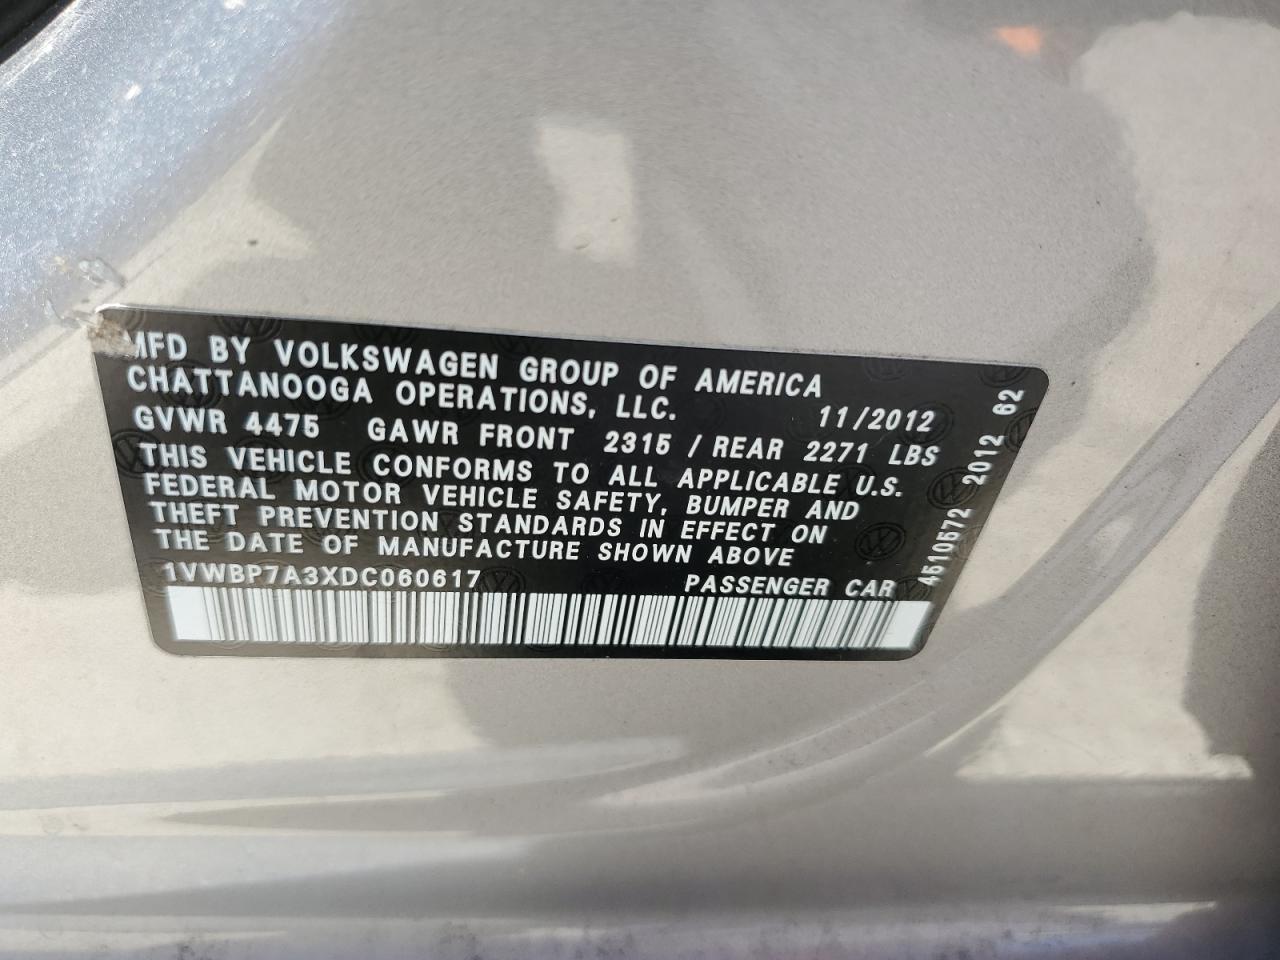 MFD BY VOLKSWAGEN GROUP OF AMERICA
CHATTANOOGA OPERATIONS, LLC. 11/2012
GVWR 4475 GAWR FRONT 2315 / REAR 2271 LBS
THIS VEHICLE CONFORMS TO ALL APPLICABLE U.S.
FEDERAL MOTOR VEHICLE SAFETY, BUMPER AND
THEFT PREVENTION STANDARDS IN EFFECT ON
THE DATE OF MANUFACTURE SHOWN ABOVE
1VWBP7A3XDC060617 PASSENGER CAR
4510572 2012 62